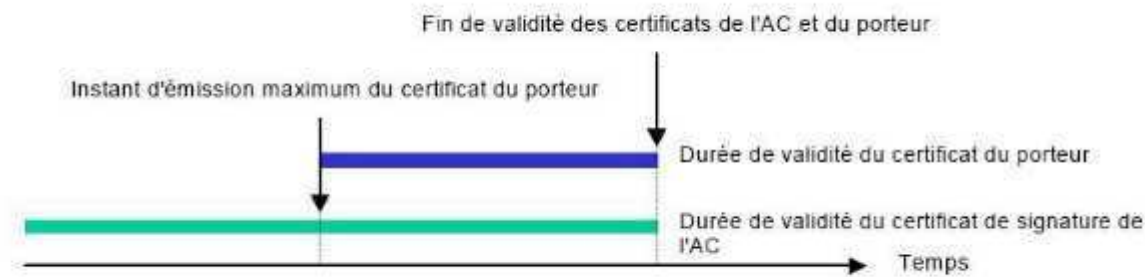 Fin de validité des certificats de l'AC et du porteur
Instant d'émission maximum du certificat du porteur
Durée de validité du certificat du porteur
Durée de validité du certificat de signature de
l'AC
Temps